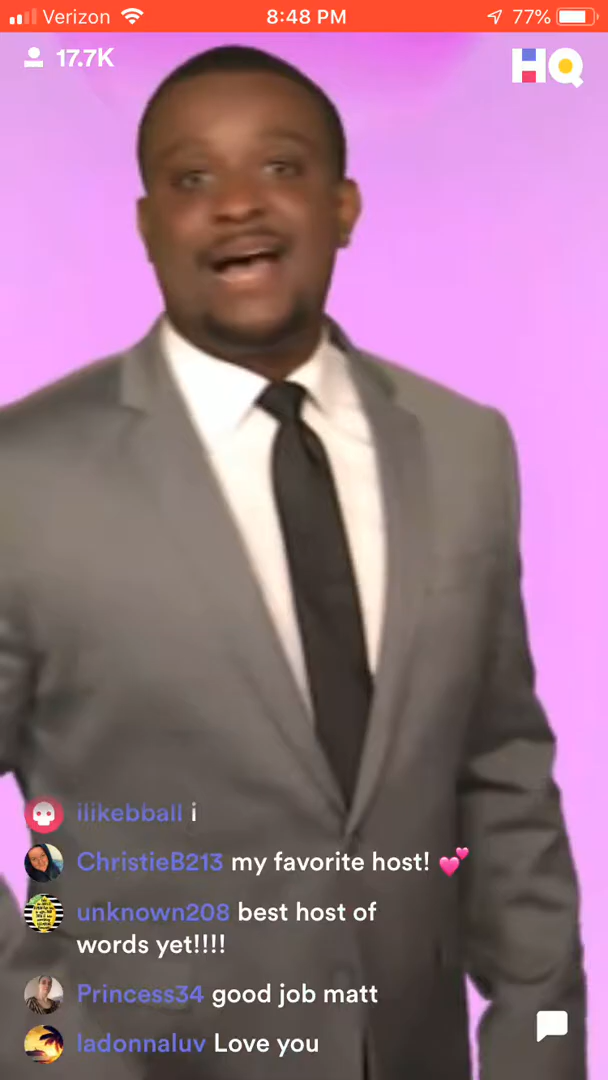 Verizon 8:48 PM 77%
17.7K HQ
ilikebball i
ChristieB213 my favorite host! 💕
unknown208 best host of
words yet!!!!
Princess34 good job matt
ladonnaluv Love you